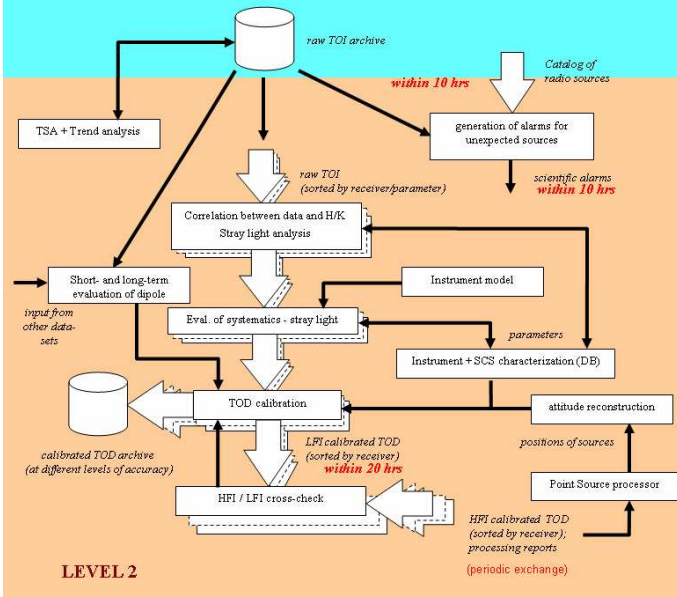 raw TOI archive
within 10 hrs
Catalog of
radio sources
TSA + Trend analysis
generation of alarms for
unexpected sources
raw TOI
(sorted by receiver/parameter)
scientific alarms
within 10 hrs
Correlation between data and H/K
Stray light analysis
Short- and long-term
evaluation of dipole
Instrument model
input from
other data-
sets
Eval. of systematics - stray light
parameters
Instrument + SCS characterization (DB)
TOD calibration
attitude reconstruction
calibrated TOD archive
(at different levels of accuracy)
LFI calibrated TOD
(sorted by receiver)
within 20 hrs
positions of sources
HFI / LFI cross-check
Point Source processor
HFI calibrated TOD
(sorted by receiver);
processing reports
(periodic exchange)
LEVEL 2